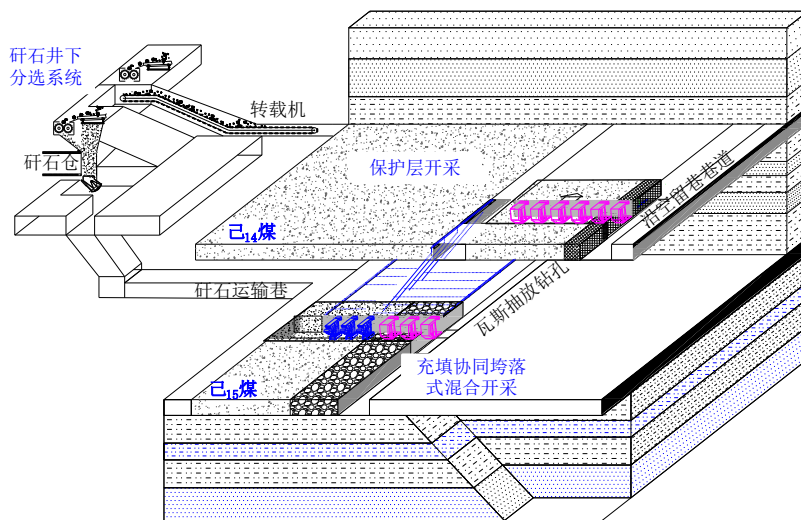 矸石井下
分选系统
转载机
矸石仓
保护层开采
沿空留巷巷道
己14煤
矸石运输巷
瓦斯抽放钻孔
己15煤
充填协同垮落
式混合开采